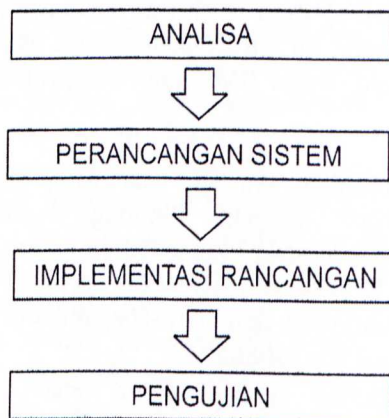 ANALISA
PERANCANGAN SISTEM
IMPLEMENTASI RANCANGAN
PENGUJIAN